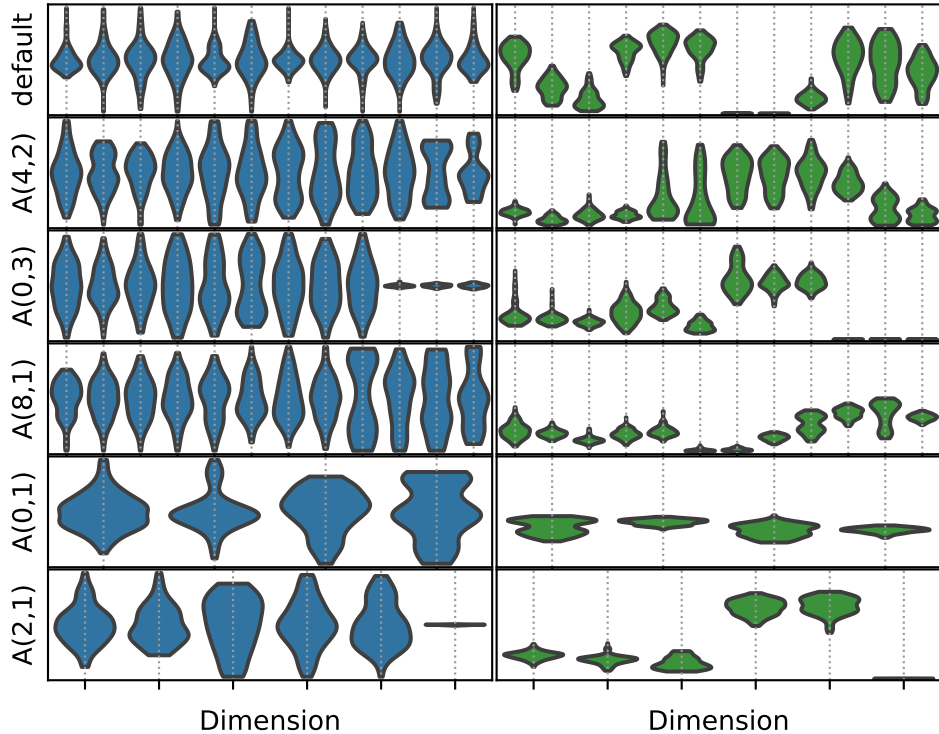 default
A(4,2)
A(0,3)
A(8,1)
A(0,1)
A(2,1)
Dimension
Dimension